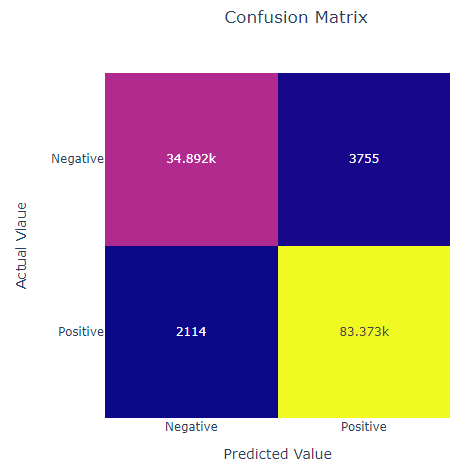 Confusion Matrix
Negative
34.892k
3755
Actual Vlaue
Positive
2114
83.373k
Negative
Positive
Predicted Value